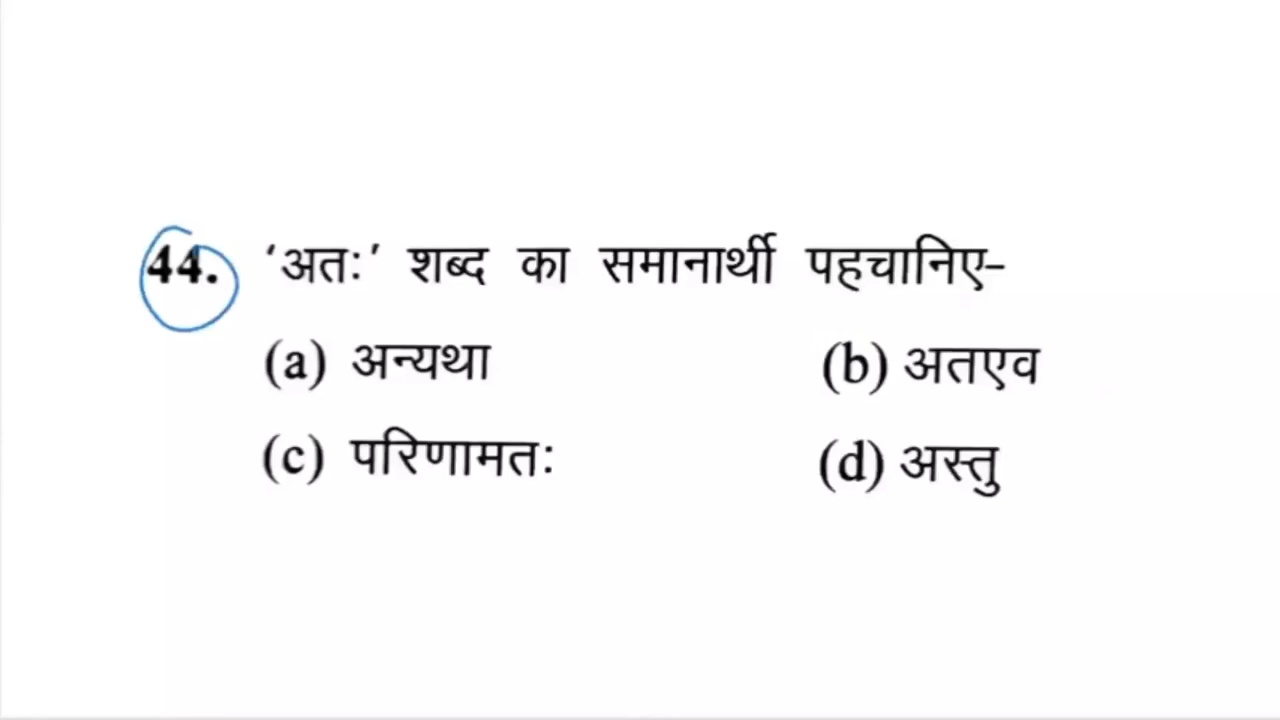 44. ‘अतः’ शब्द का समानार्थी पहचानिए–
(a) अन्यथा (b) अतएव
(c) परिणामतः (d) अस्तु